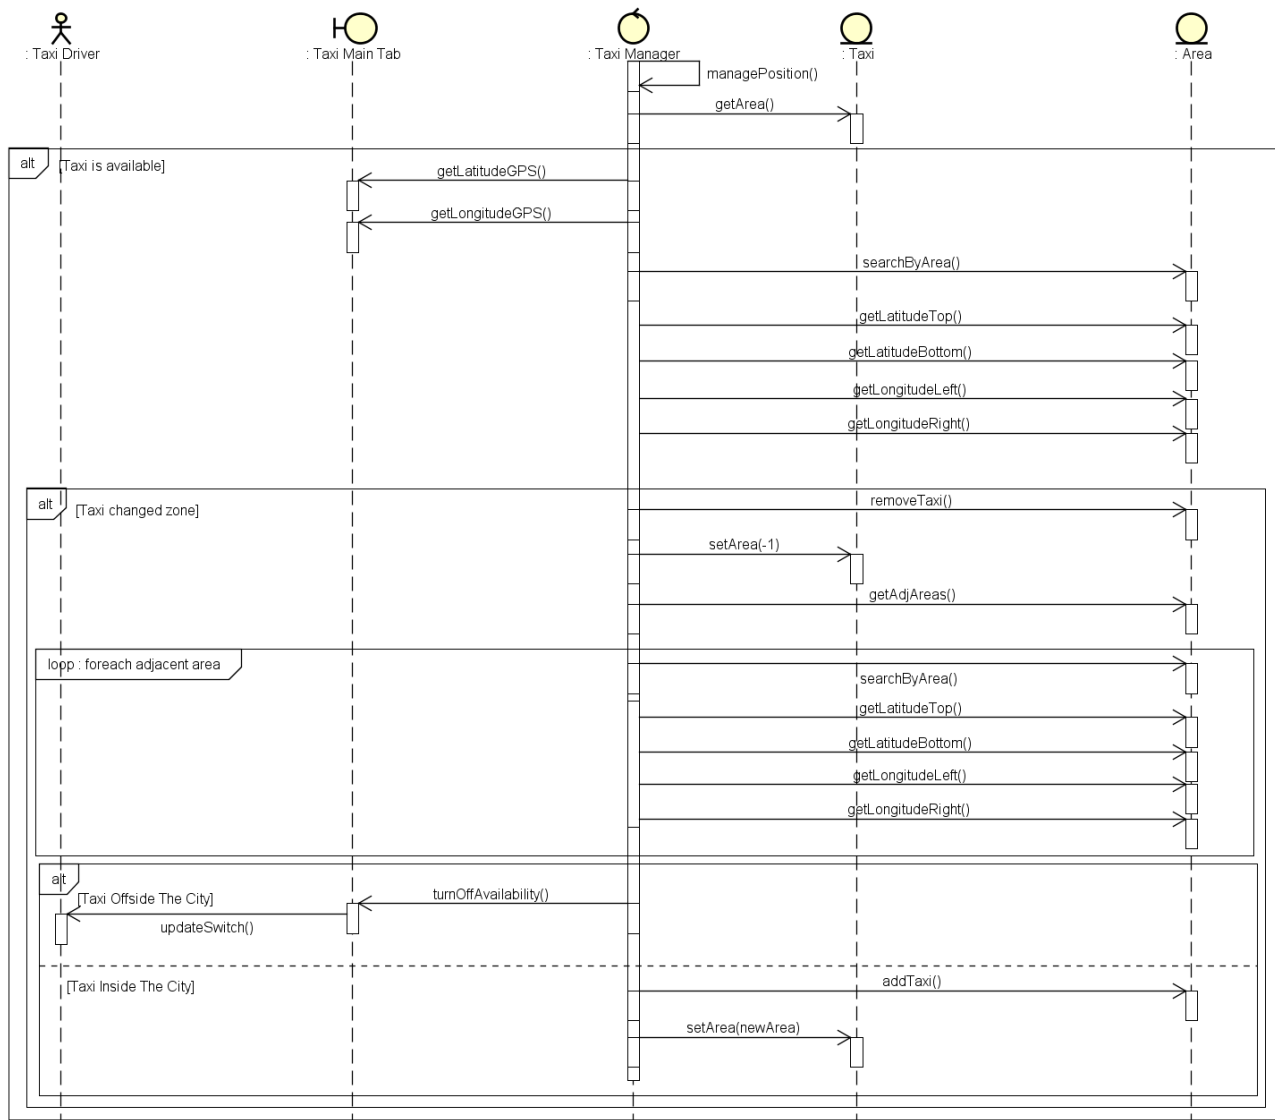 : Taxi Driver
: Taxi Main Tab
: Taxi Manager
: Taxi
: Area
managePosition()
getArea()
alt
[Taxi is available]
getLatitudeGPS()
getLongitudeGPS()
searchByArea()
getLatitudeTop()
getLatitudeBottom()
getLongitudeLeft()
getLongitudeRight()
alt
[Taxi changed zone]
removeTaxi()
setArea(-1)
getAdjAreas()
loop : foreach adjacent area
searchByArea()
getLatitudeTop()
getLatitudeBottom()
getLongitudeLeft()
getLongitudeRight()
alt
[Taxi Offside The City]
turnOffAvailability()
updateSwitch()
[Taxi Inside The City]
addTaxi()
setArea(newArea)